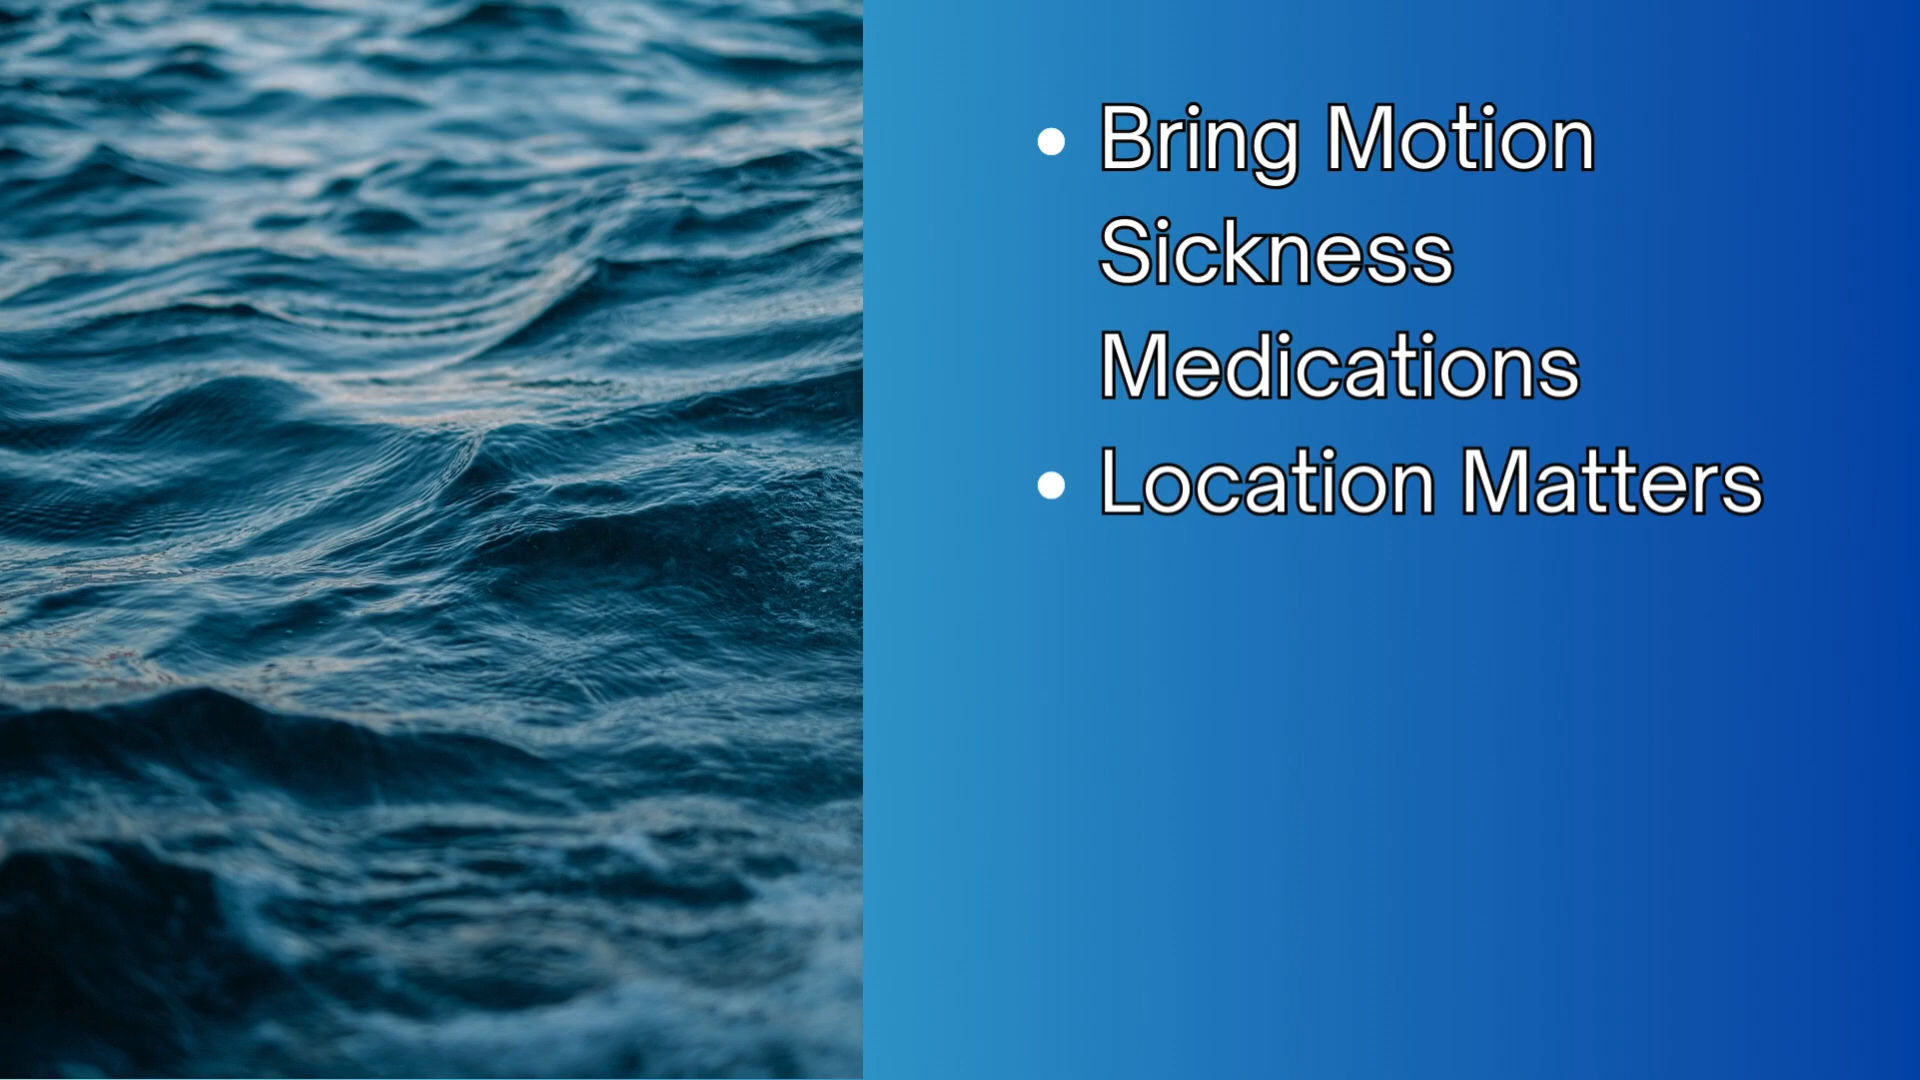 • Bring Motion
Sickness
Medications
• Location Matters